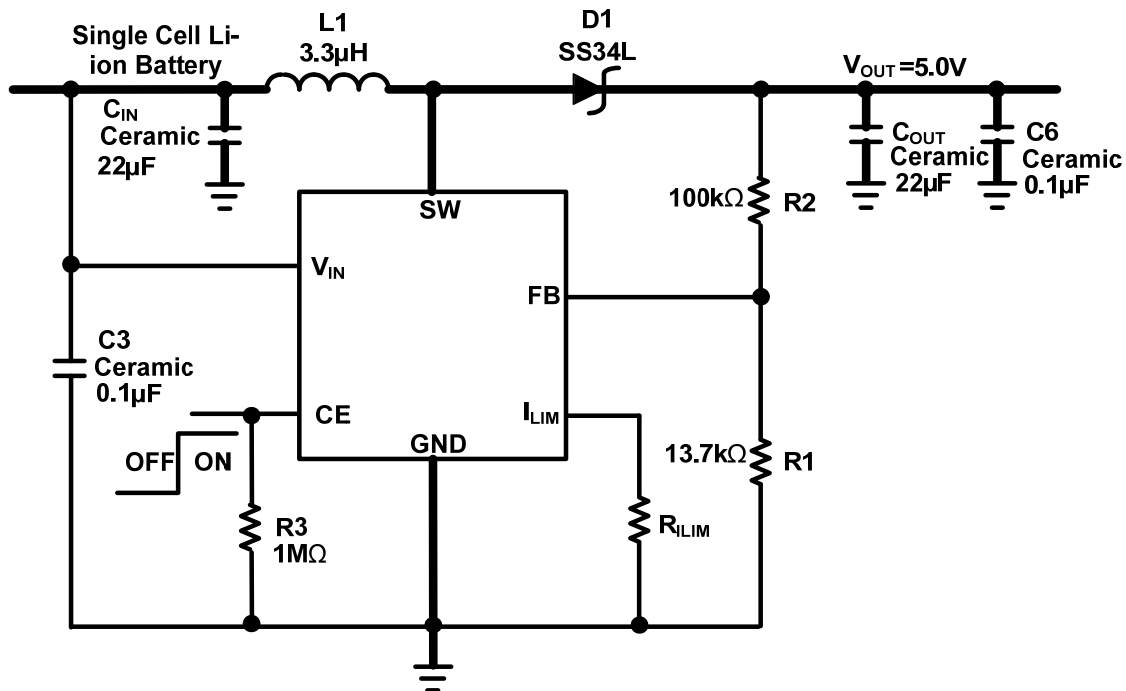 Single Cell Li-
ion Battery
L1
3.3µH
D1
SS34L
VOUT=5.0V
CIN
Ceramic
22µF
COUT
Ceramic
22µF
C6
Ceramic
0.1µF
SW
100kΩ
R2
VIN
FB
C3
Ceramic
0.1µF
CE
ILIM
GND
OFF
ON
13.7kΩ
R1
R3
1MΩ
RILIM